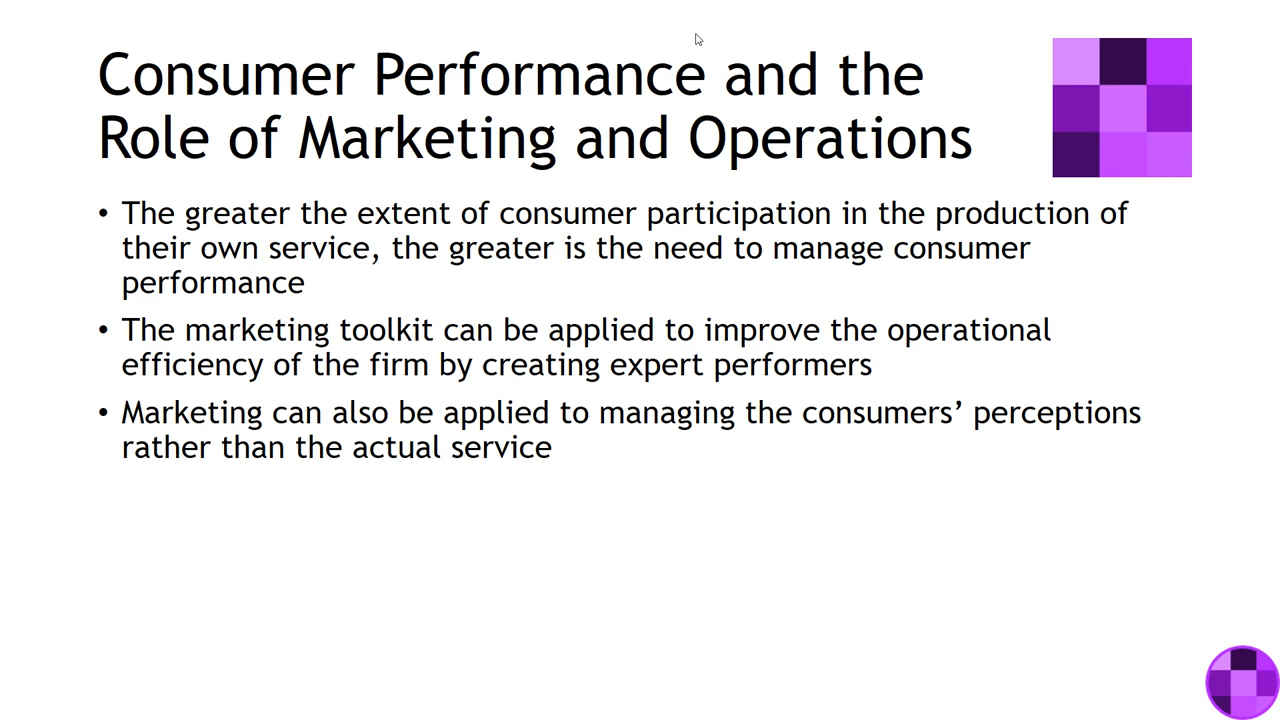 Consumer Performance and the
Role of Marketing and Operations
• The greater the extent of consumer participation in the production of
their own service, the greater is the need to manage consumer
performance
• The marketing toolkit can be applied to improve the operational
efficiency of the firm by creating expert performers
• Marketing can also be applied to managing the consumers’ perceptions
rather than the actual service